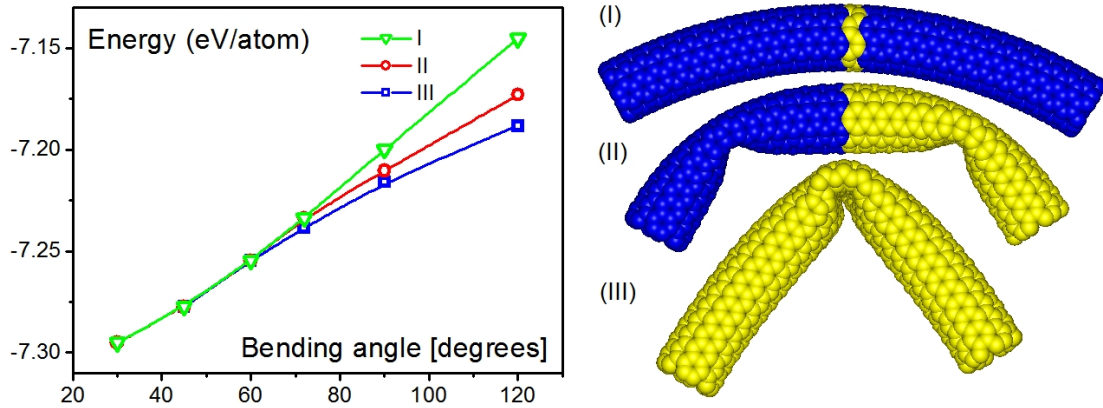 Energy (eV/atom)
I
II
III
-7.15
-7.20
-7.25
-7.30
Bending angle [degrees]
20 40 60 80 100 120
(I)
(II)
(III)